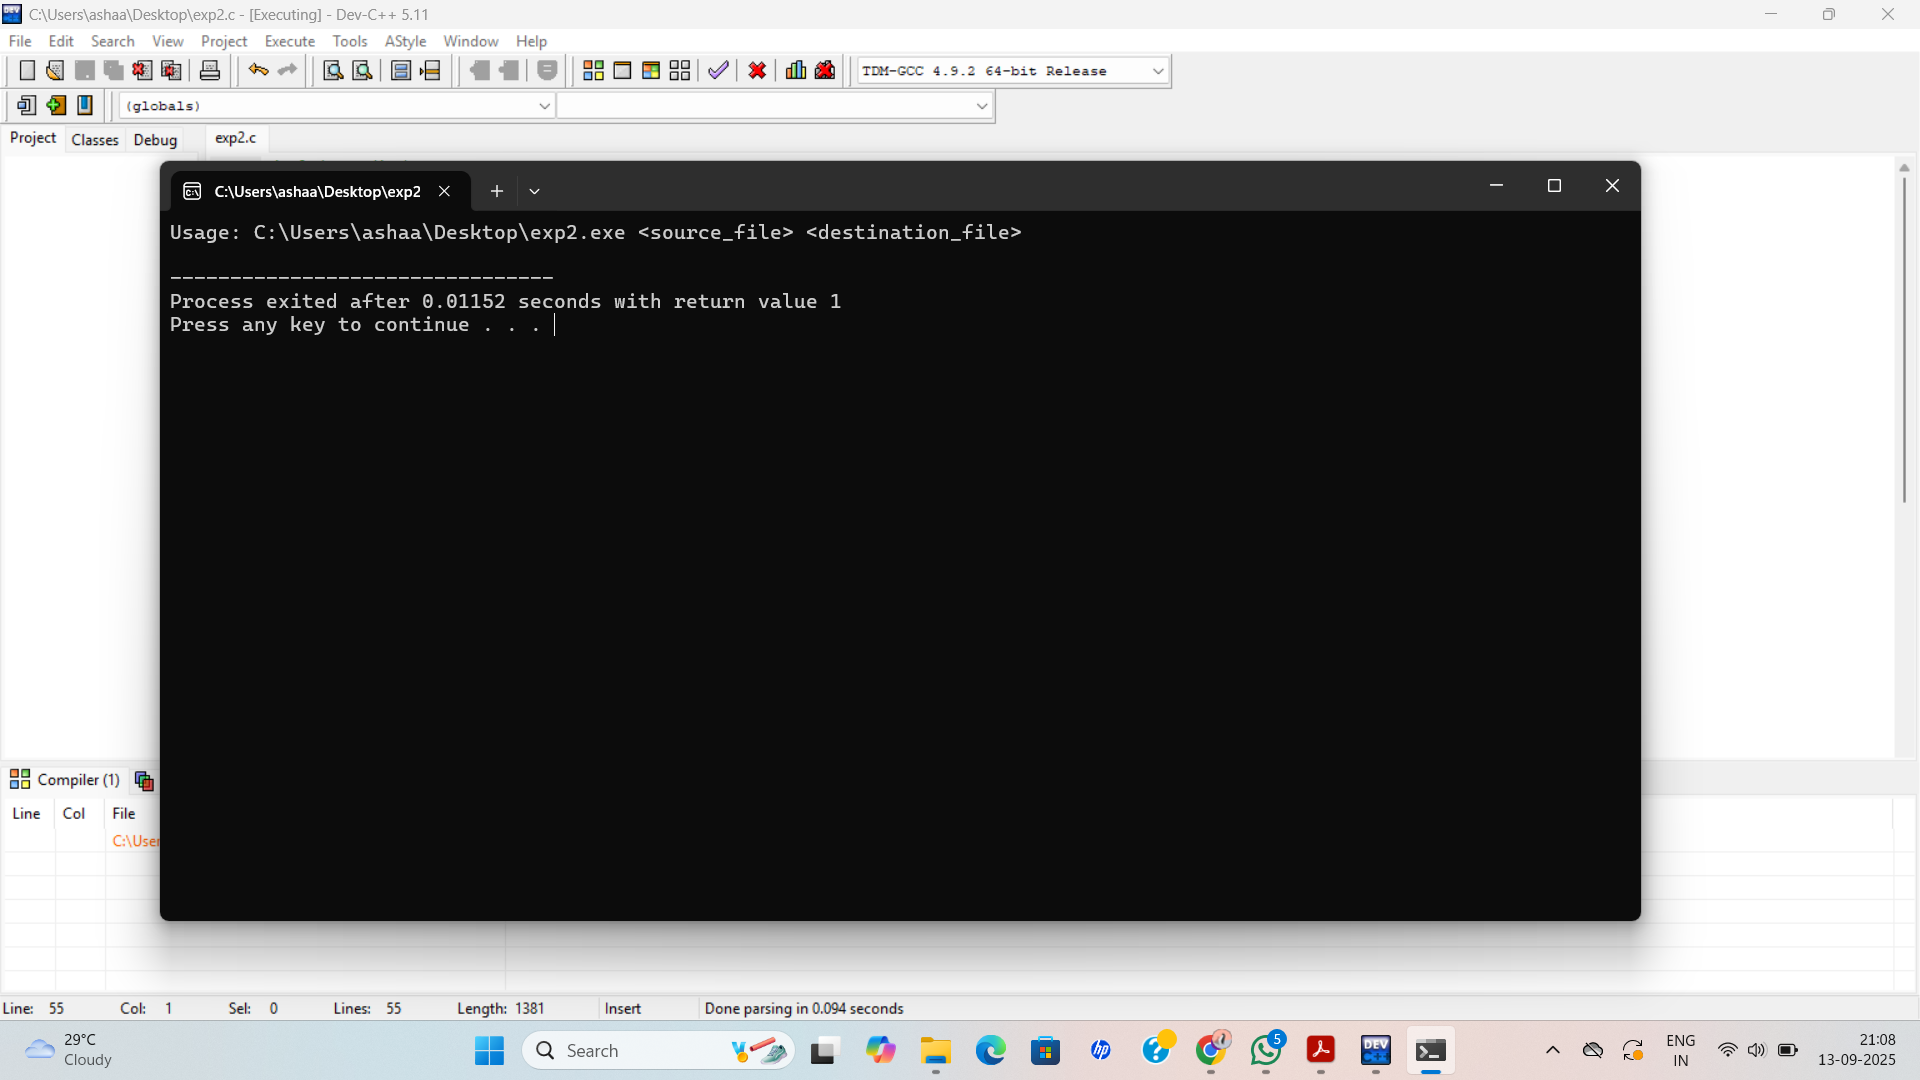 C:\Users\ashaa\Desktop\exp2.c - [Executing] - Dev-C++ 5.11
File Edit Search View Project Execute Tools AStyle Window Help
TDM-GCC 4.9.2 64-bit Release
(globals)
Project Classes Debug exp2.c
C:\Users\ashaa\Desktop\exp2
Usage: C:\Users\ashaa\Desktop\exp2.exe <source_file> <destination_file>
--------------------------------
Process exited after 0.01152 seconds with return value 1
Press any key to continue . . .
Compiler (1)
Line Col File
C:\User
Line: 55 Col: 1 Sel: 0 Lines: 55 Length: 1381 Insert Done parsing in 0.094 seconds
29°C
Cloudy
Search
hp
5
DEV
C++
ENG
IN
21:08
13-09-2025